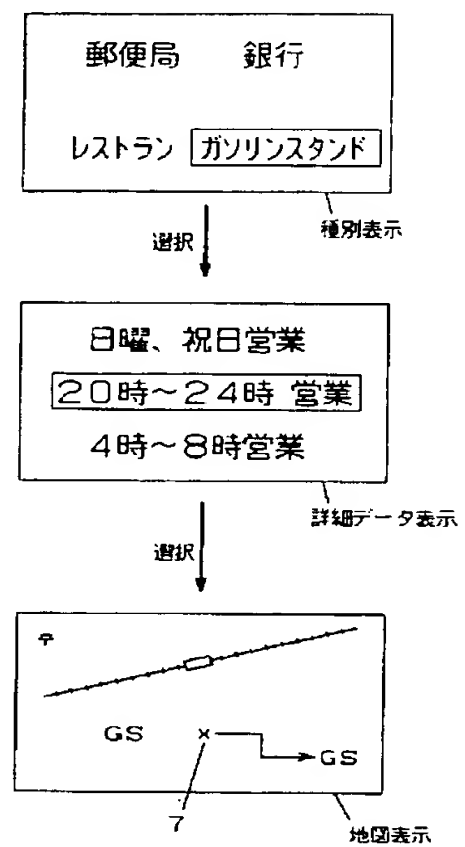 郵便局 銀行
レストラン ガソリンスタンド
種別表示
選択
日曜、祝日営業
20時～24時 営業
4時～8時営業
詳細データ表示
選択
〒
GS × GS
7
地図表示